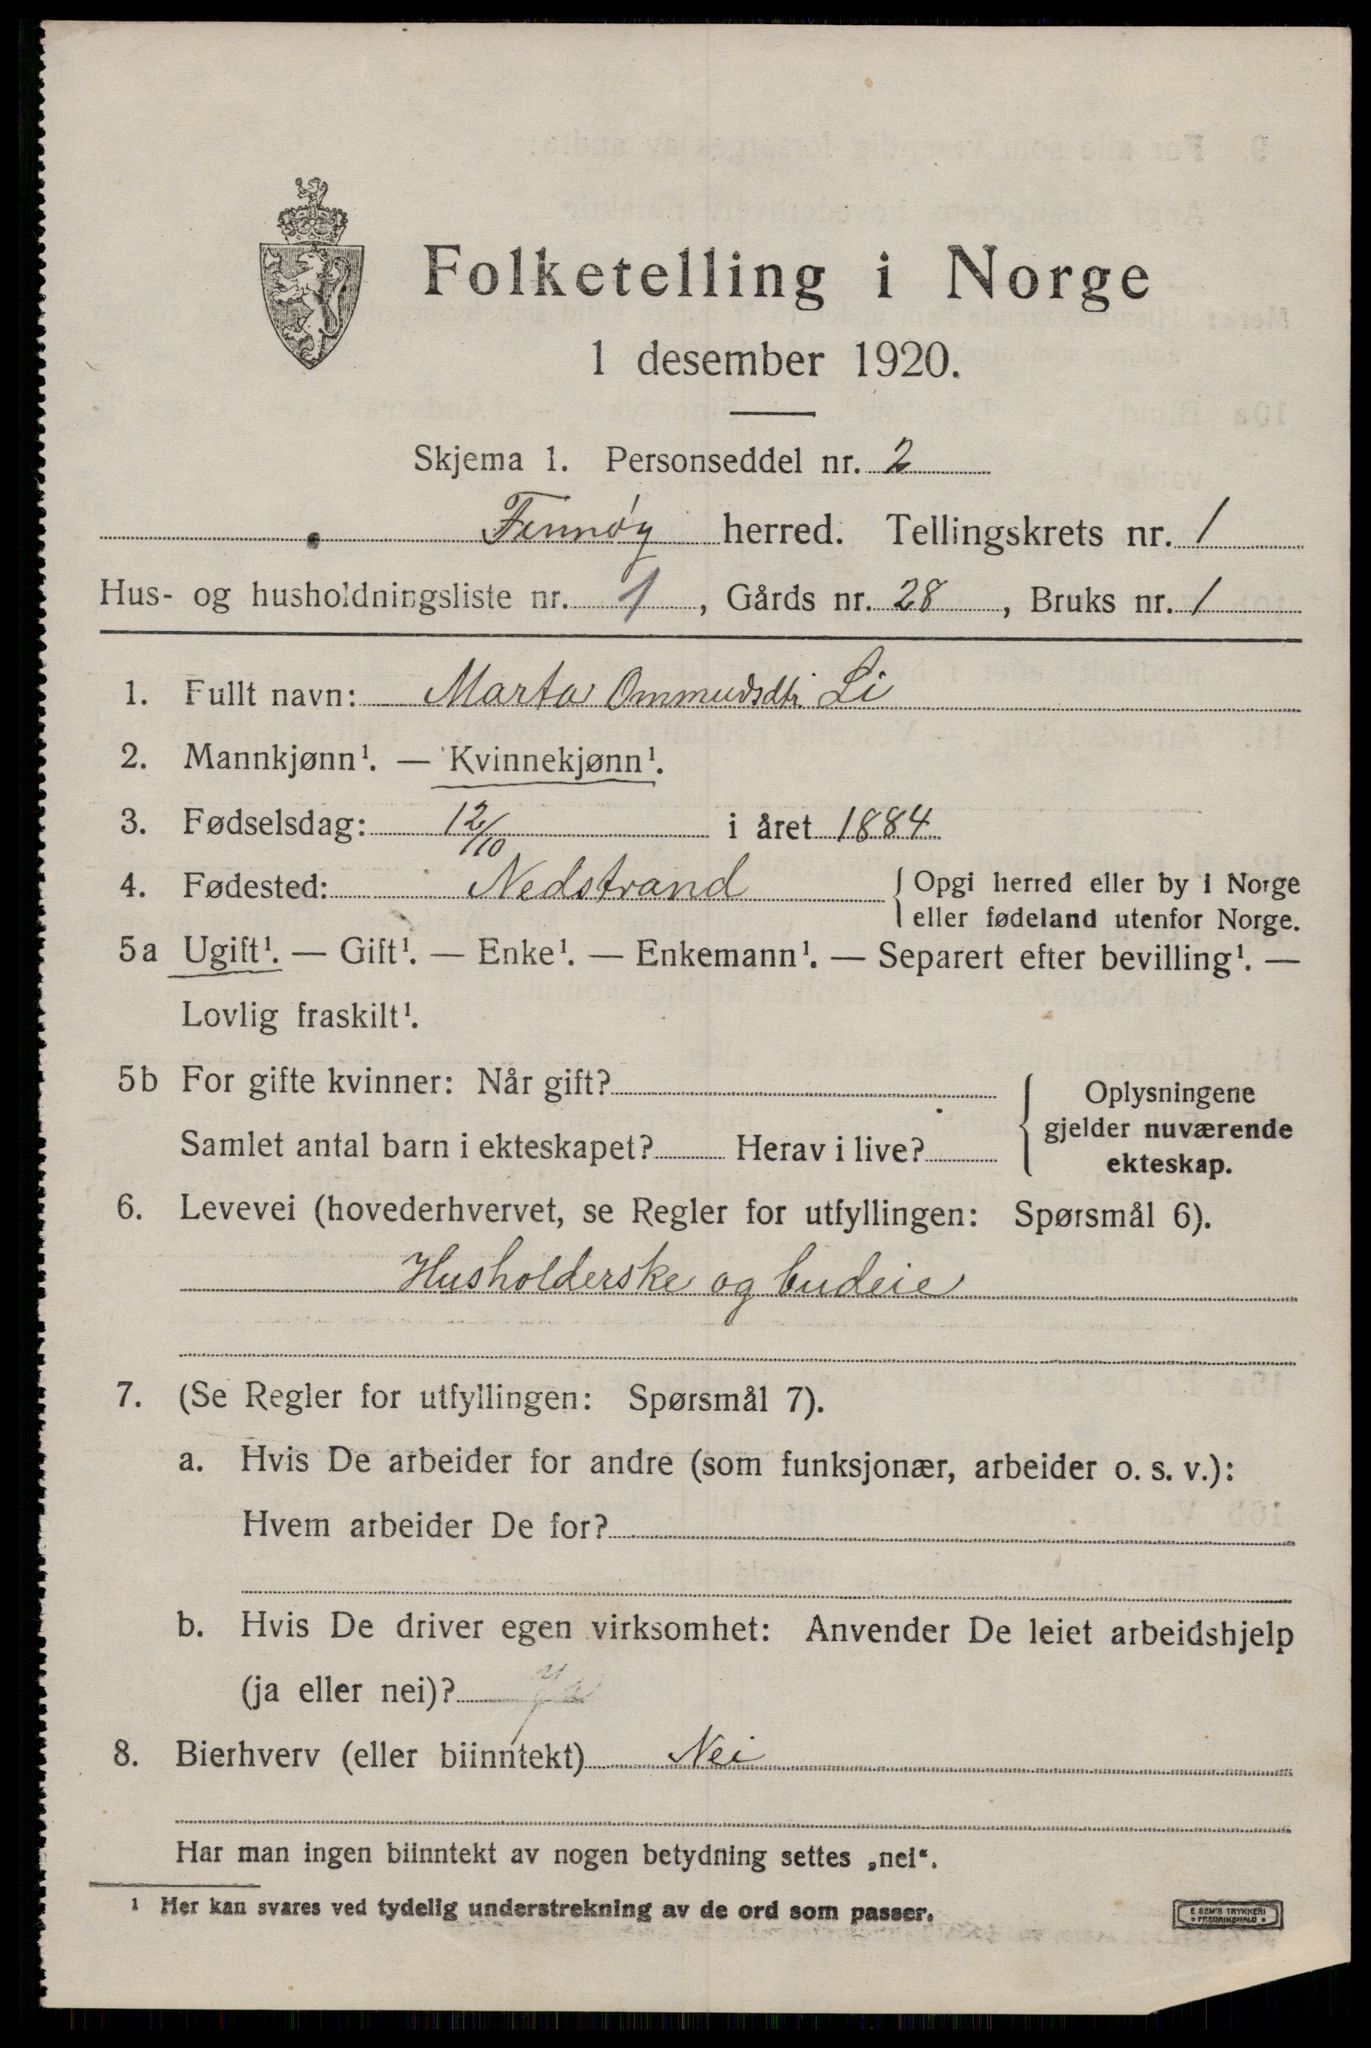 Folketelling i Norge
1 desember 1920.
Skjema 1. Personseddel nr. 2
Finnøy herred. Tellingskrets nr. 1
Hus- og husholdningsliste nr. 1, Gårds nr. 28, Bruks nr. 1
1. Fullt navn: Marta Ommundsdtr. Li
2. Mannkjønn¹. — Kvinnekjønn¹.
3. Fødselsdag: 12/10 i året 1884
4. Fødested: Nedstrand { Opgi herred eller by i Norge
eller fødeland utenfor Norge.
5a Ugift¹. — Gift¹. — Enke¹. — Enkemann¹. — Separert efter bevilling¹. —
Lovlig fraskilt¹.
5b For gifte kvinner: Når gift?
Samlet antal barn i ekteskapet? Herav i live?
{ Oplysningene
gjelder nuværende
ekteskap.
6. Levevei (hovederhvervet, se Regler for utfyllingen: Spørsmål 6).
Husholderske og budeie
7. (Se Regler for utfyllingen: Spørsmål 7).
a. Hvis De arbeider for andre (som funksjonær, arbeider o. s. v.):
Hvem arbeider De for?
b. Hvis De driver egen virksomhet: Anvender De leiet arbeidshjelp
(ja eller nei)? Ja
8. Bierhverv (eller biinntekt) Nei
Har man ingen biinntekt av nogen betydning settes „nei“.
¹ Her kan svares ved tydelig understrekning av de ord som passer.
E. SEM'S TRYKKERI
* FREDRIKSHALD *